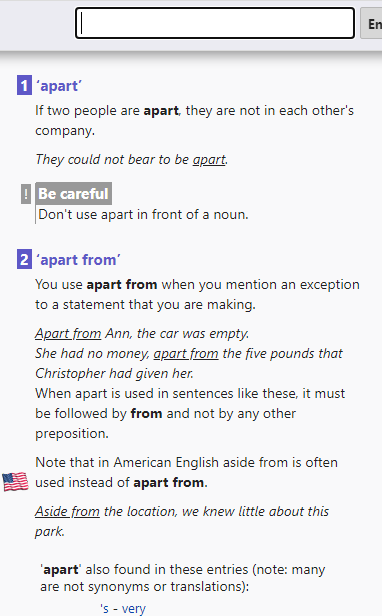 En
1 ‘apart’
If two people are apart, they are not in each other's
company.
They could not bear to be apart.
! Be careful
Don't use apart in front of a noun.
2 ‘apart from’
You use apart from when you mention an exception
to a statement that you are making.
Apart from Ann, the car was empty.
She had no money, apart from the five pounds that
Christopher had given her.
When apart is used in sentences like these, it must
be followed by from and not by any other
preposition.
Note that in American English aside from is often
used instead of apart from.
Aside from the location, we knew little about this
park.
'apart' also found in these entries (note: many
are not synonyms or translations):
's - very